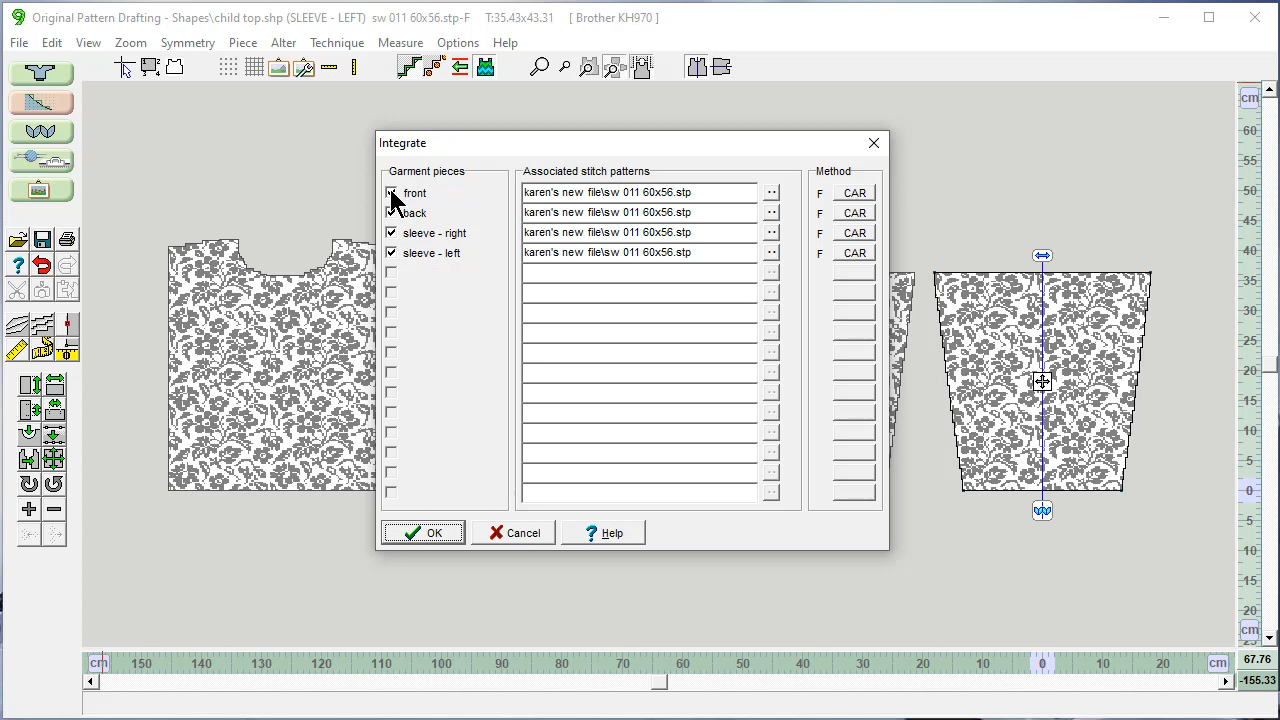 Original Pattern Drafting - Shapes\child top.shp (SLEEVE - LEFT) sw 011 60x56.stp-F T:35.43x43.31 [ Brother KH970 ]
File Edit View Zoom Symmetry Piece Alter Technique Measure Options Help
Integrate
Garment pieces Associated stitch patterns Method
front karen's new file\sw 011 60x56.stp .. F CAR
back karen's new file\sw 011 60x56.stp .. F CAR
sleeve - right karen's new file\sw 011 60x56.stp .. F CAR
sleeve - left karen's new file\sw 011 60x56.stp .. F CAR
OK Cancel ? Help
cm
60
55
50
45
40
35
30
25
20
15
10
5
0
5
10
15
20
cm
cm 150 140 130 120 110 100 90 80 70 60 50 40 30 20 10 0 10 20 cm
67.76
-155.33